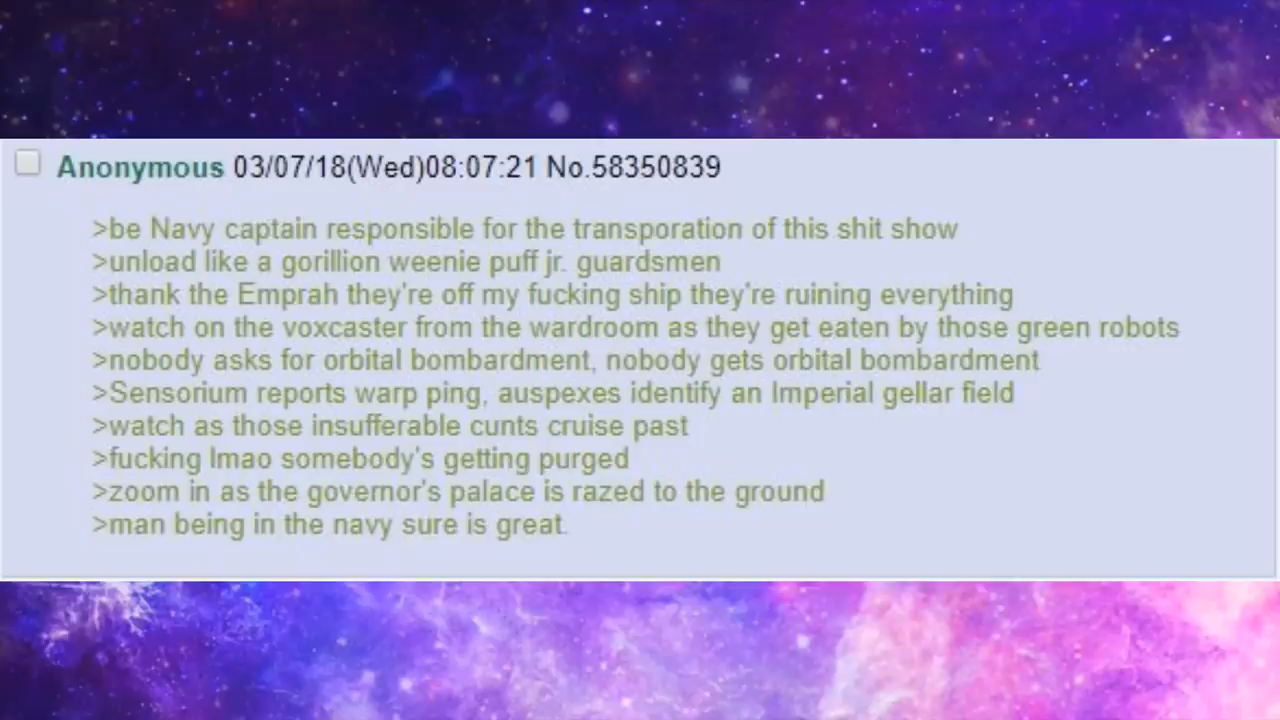 Anonymous 03/07/18(Wed)08:07:21 No.58350839
>be Navy captain responsible for the transporation of this shit show
>unload like a gorillion weenie puff jr. guardsmen
>thank the Emprah they're off my fucking ship they're ruining everything
>watch on the voxcaster from the wardroom as they get eaten by those green robots
>nobody asks for orbital bombardment, nobody gets orbital bombardment
>Sensorium reports warp ping, auspexes identify an Imperial gellar field
>watch as those insufferable cunts cruise past
>fucking lmao somebody's getting purged
>zoom in as the governor's palace is razed to the ground
>man being in the navy sure is great.